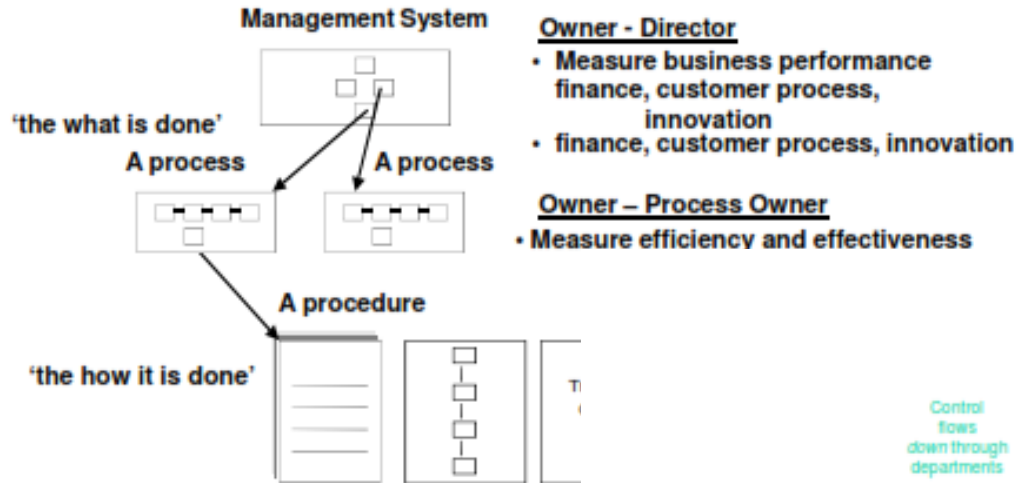 Management System
Owner - Director
• Measure business performance
finance, customer process,
innovation
• finance, customer process, innovation
'the what is done'
A process
A process
Owner – Process Owner
• Measure efficiency and effectiveness
A procedure
'the how it is done'
Control
flows
down through
departments